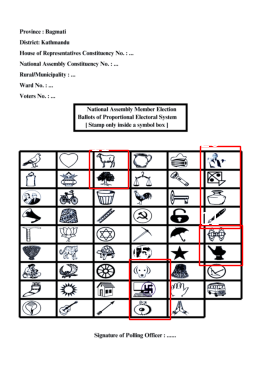 Province : Bagmati
District: Kathmandu
House of Representatives Constituency No. : ...
National Assembly Constituency No. : ...
Rural/Municipality : ...
Ward No. : ...
Voters No. : ...
National Assembly Member Election
Ballots of Proportional Electoral System
[ Stamp only inside a symbol box ]
Signature of Polling Officer : ......